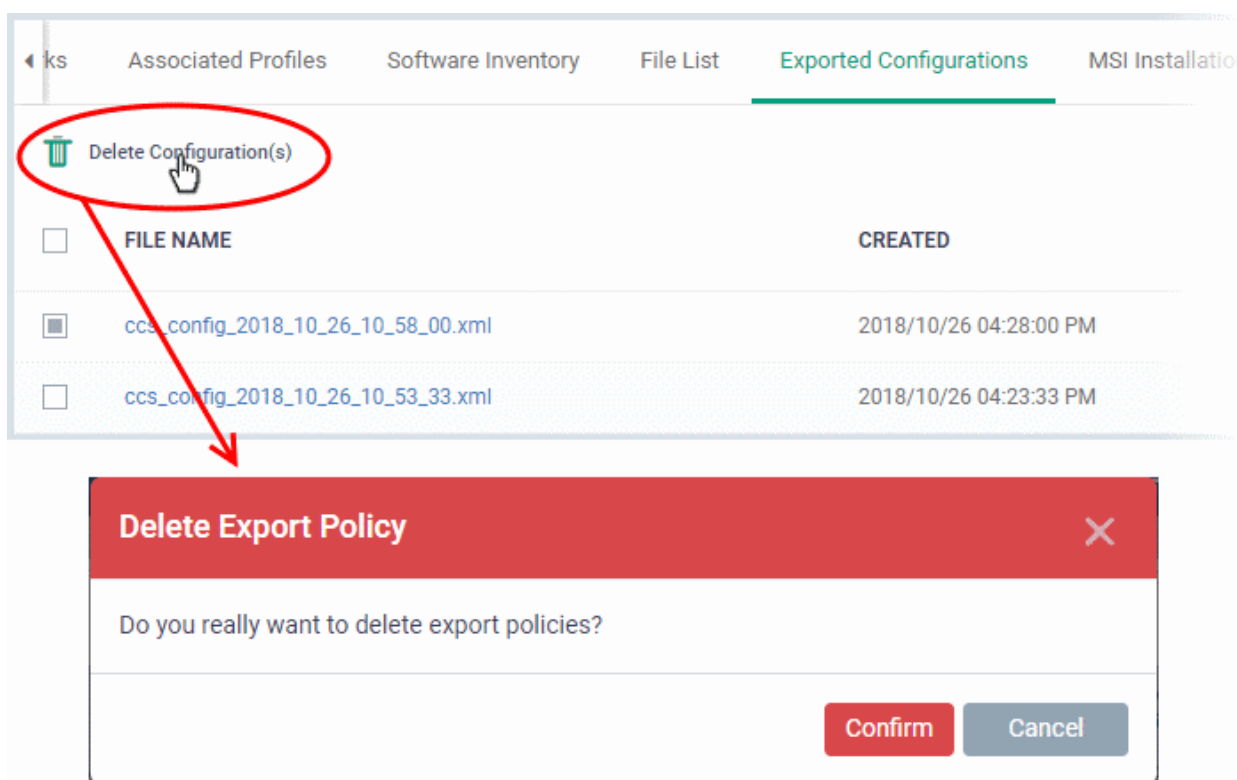 ks Associated Profiles Software Inventory File List Exported Configurations MSI Installatio
Delete Configuration(s)
FILE NAME CREATED
ccs_config_2018_10_26_10_58_00.xml 2018/10/26 04:28:00 PM
ccs_config_2018_10_26_10_53_33.xml 2018/10/26 04:23:33 PM
Delete Export Policy
Do you really want to delete export policies?
Confirm Cancel